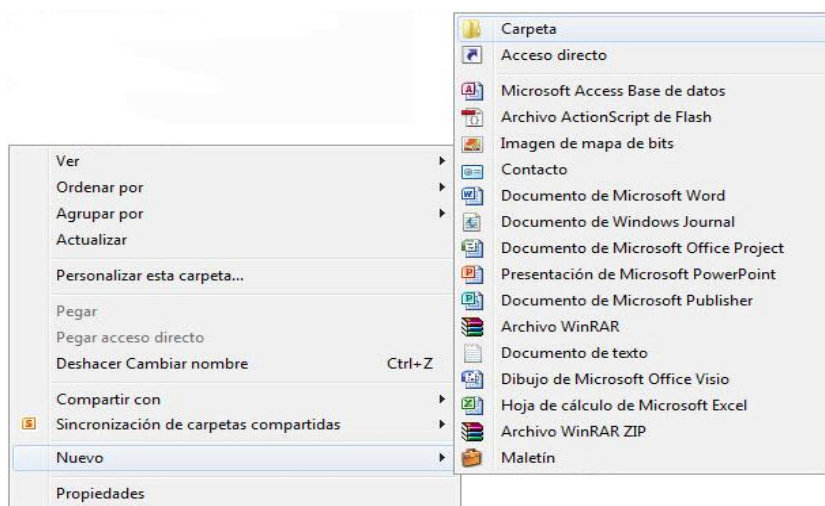 Ver
Ordenar por
Agrupar por
Actualizar
Personalizar esta carpeta...
Pegar
Pegar acceso directo
Deshacer Cambiar nombre Ctrl+Z
Compartir con
Sincronización de carpetas compartidas
Nuevo
Propiedades
Carpeta
Acceso directo
Microsoft Access Base de datos
Archivo ActionScript de Flash
Imagen de mapa de bits
Contacto
Documento de Microsoft Word
Documento de Windows Journal
Documento de Microsoft Office Project
Presentación de Microsoft PowerPoint
Documento de Microsoft Publisher
Archivo WinRAR
Documento de texto
Dibujo de Microsoft Office Visio
Hoja de cálculo de Microsoft Excel
Archivo WinRAR ZIP
Maletín